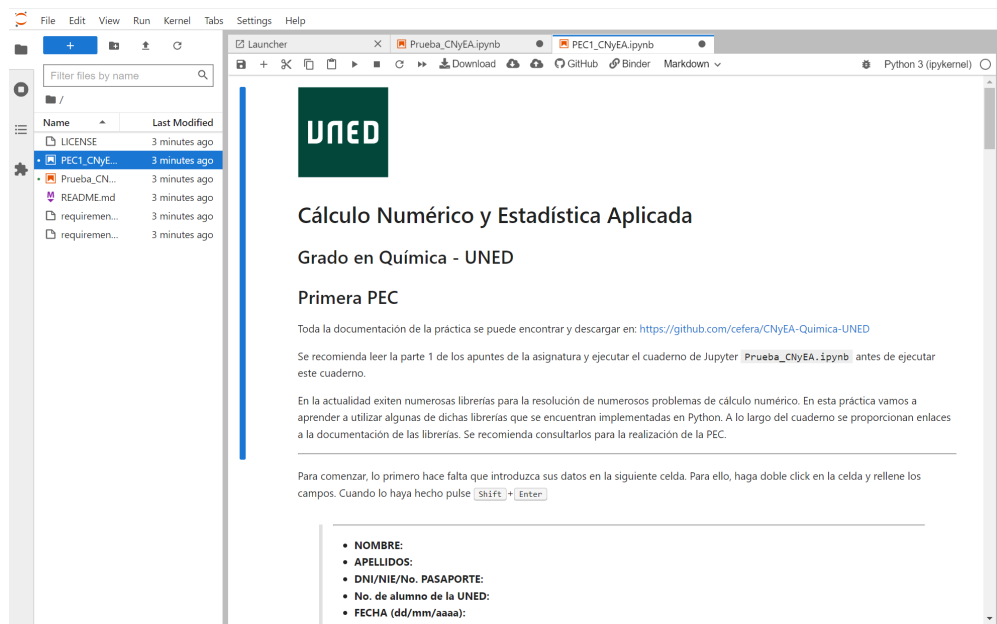 File Edit View Run Kernel Tabs Settings Help
+
Filter files by name
/
Name Last Modified
LICENSE 3 minutes ago
PEC1_CNyE... 3 minutes ago
Prueba_CN... 3 minutes ago
README.md 3 minutes ago
requiremen... 3 minutes ago
requiremen... 3 minutes ago
Launcher Prueba_CNyEA.ipynb PEC1_CNyEA.ipynb
Download GitHub Binder Markdown Python 3 (ipykernel)
UNED
Cálculo Numérico y Estadística Aplicada
Grado en Química - UNED
Primera PEC
Toda la documentación de la práctica se puede encontrar y descargar en: https://github.com/cefera/CNyEA-Quimica-UNED
Se recomienda leer la parte 1 de los apuntes de la asignatura y ejecutar el cuaderno de Jupyter Prueba_CNyEA.ipynb antes de ejecutar
este cuaderno.
En la actualidad exiten numerosas librerías para la resolución de numerosos problemas de cálculo numérico. En esta práctica vamos a
aprender a utilizar algunas de dichas librerías que se encuentran implementadas en Python. A lo largo del cuaderno se proporcionan enlaces
a la documentación de las librerías. Se recomienda consultarlos para la realización de la PEC.
Para comenzar, lo primero hace falta que introduzca sus datos en la siguiente celda. Para ello, haga doble click en la celda y rellene los
campos. Cuando lo haya hecho pulse Shift + Enter
• NOMBRE:
• APELLIDOS:
• DNI/NIE/No. PASAPORTE:
• No. de alumno de la UNED:
• FECHA (dd/mm/aaaa):